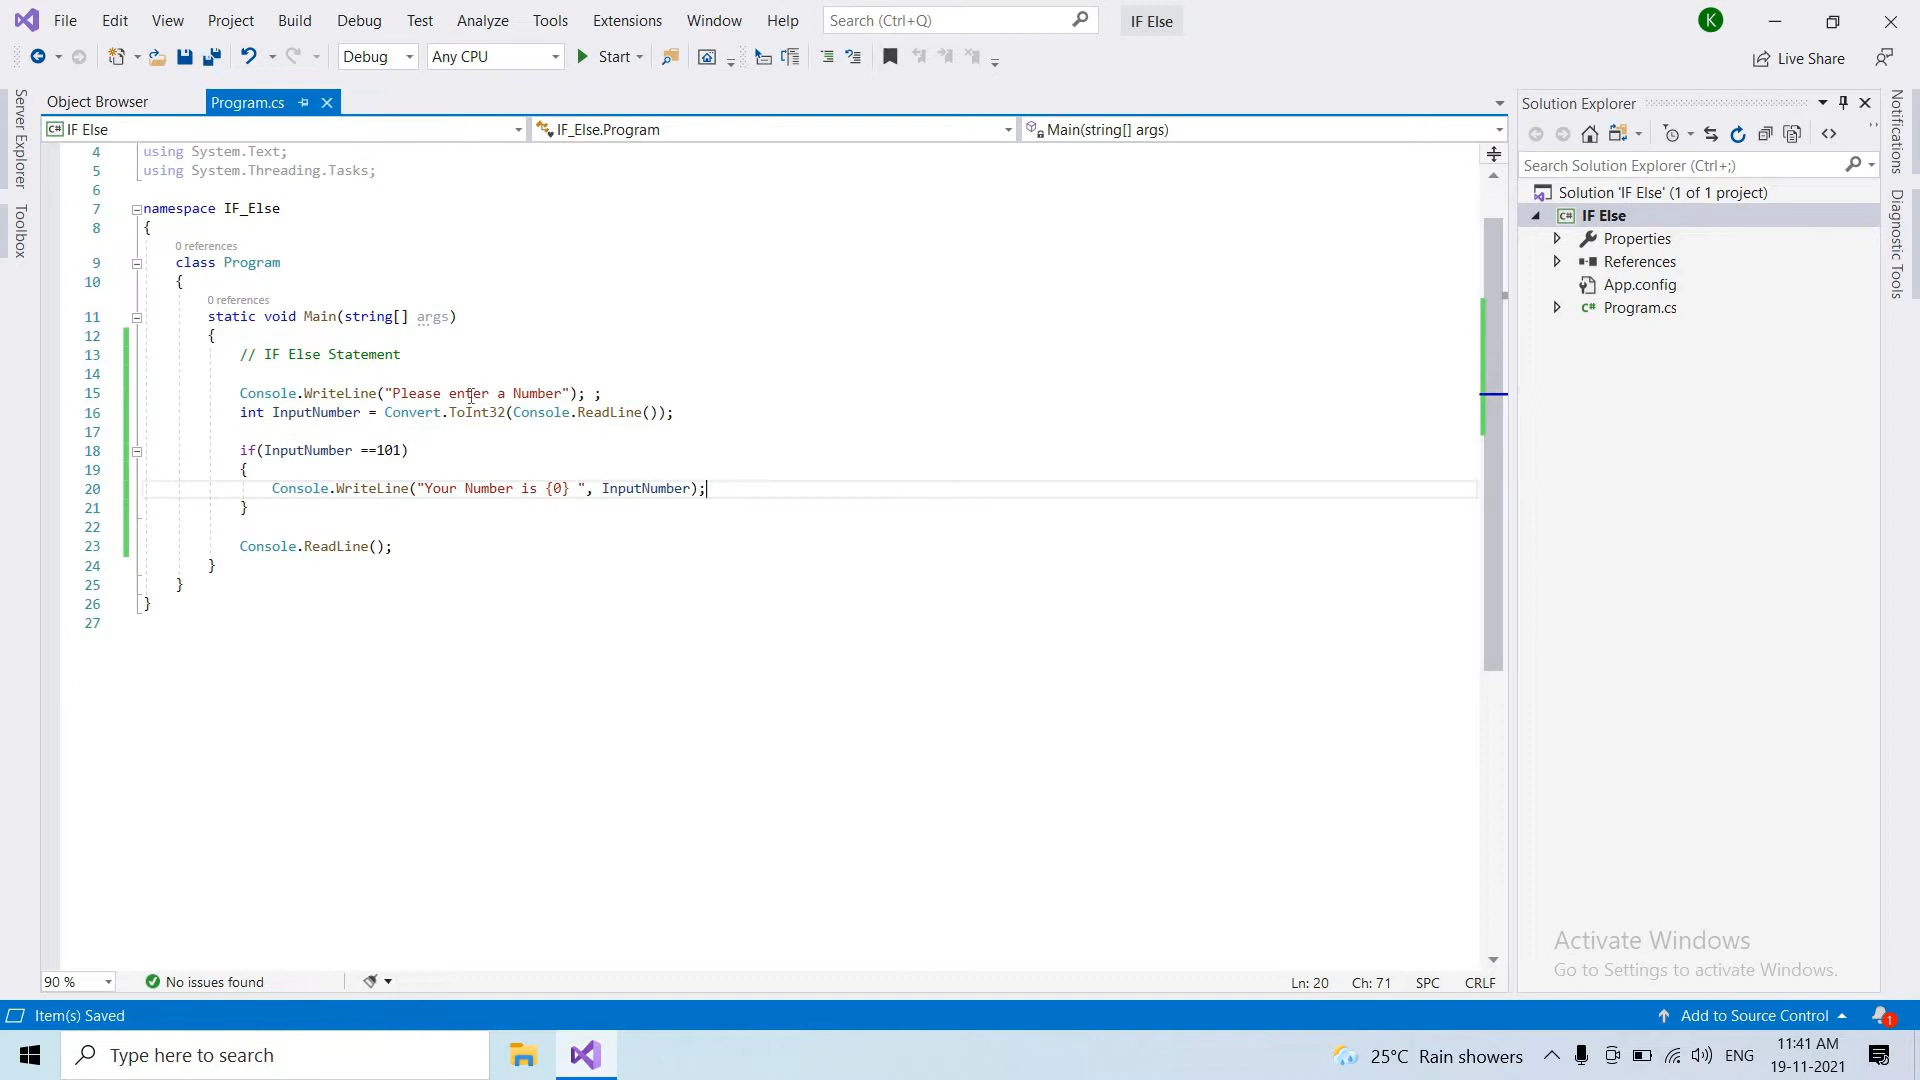 File Edit View Project Build Debug Test Analyze Tools Extensions Window Help Search (Ctrl+Q) IF Else K
Debug Any CPU Start Live Share
Server Explorer
Toolbox
Object Browser Program.cs
IF Else IF_Else.Program Main(string[] args)
4 using System.Text;
5 using System.Threading.Tasks;
6
7 namespace IF_Else
8 {
0 references
9 class Program
10 {
0 references
11 static void Main(string[] args)
12 {
13 // IF Else Statement
14
15 Console.WriteLine("Please enter a Number"); ;
16 int InputNumber = Convert.ToInt32(Console.ReadLine());
17
18 if(InputNumber ==101)
19 {
20 Console.WriteLine("Your Number is {0} ", InputNumber);
21 }
22
23 Console.ReadLine();
24 }
25 }
26 }
27
90 % No issues found Ln: 20 Ch: 71 SPC CRLF
Solution Explorer
Search Solution Explorer (Ctrl+;)
Solution 'IF Else' (1 of 1 project)
C# IF Else
Properties
References
App.config
C# Program.cs
Notifications
Diagnostic Tools
Activate Windows
Go to Settings to activate Windows.
Item(s) Saved Add to Source Control 1
Type here to search 25°C Rain showers ENG 11:41 AM
19-11-2021